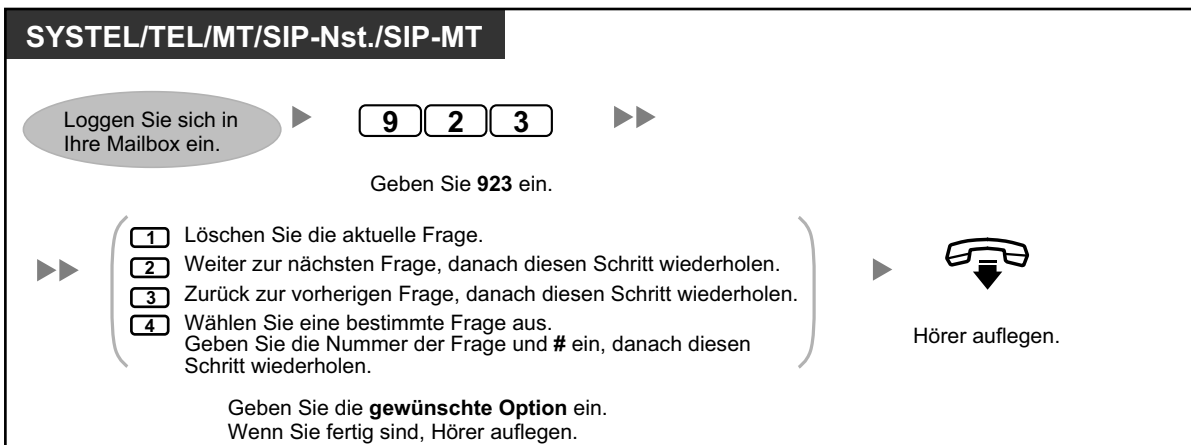 SYSTEL/TEL/MT/SIP-Nst./SIP-MT
Loggen Sie sich in
Ihre Mailbox ein.
9 2 3
Geben Sie 923 ein.
1 Löschen Sie die aktuelle Frage.
2 Weiter zur nächsten Frage, danach diesen Schritt wiederholen.
3 Zurück zur vorherigen Frage, danach diesen Schritt wiederholen.
4 Wählen Sie eine bestimmte Frage aus.
Geben Sie die Nummer der Frage und # ein, danach diesen
Schritt wiederholen.
Hörer auflegen.
Geben Sie die gewünschte Option ein.
Wenn Sie fertig sind, Hörer auflegen.